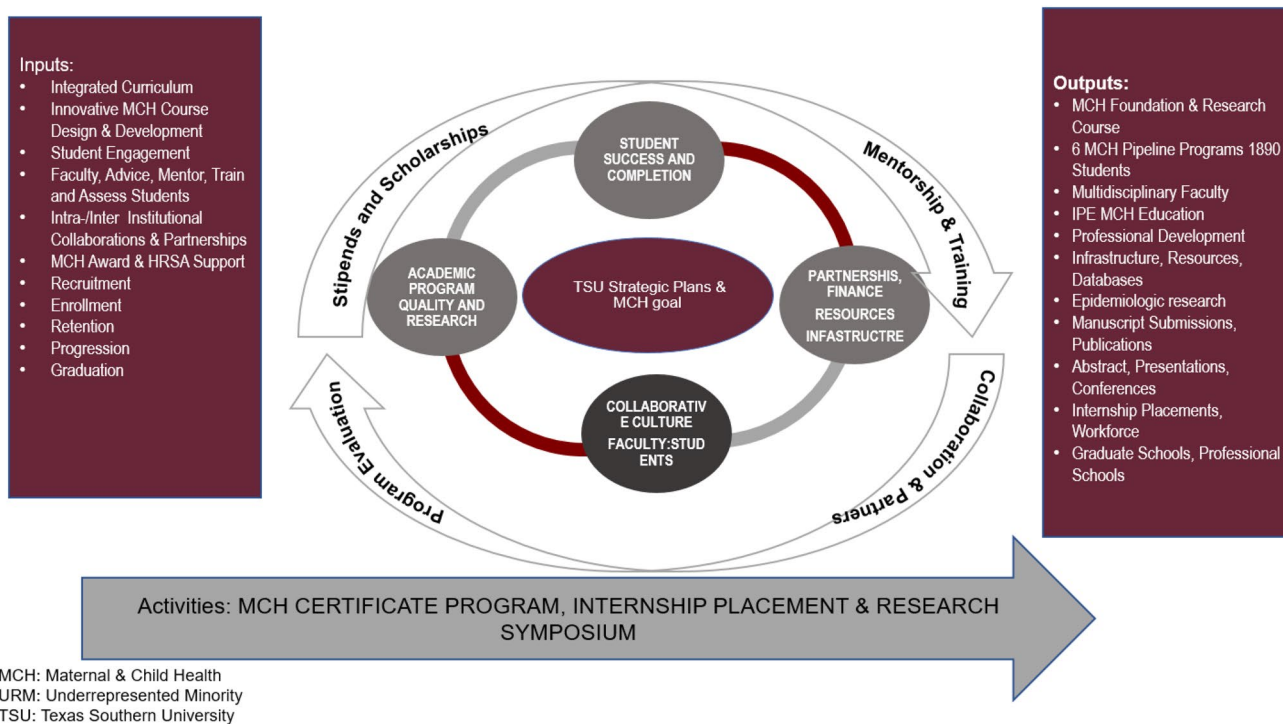 Inputs:
• Integrated Curriculum
• Innovative MCH Course
Design & Development
• Student Engagement
• Faculty, Advice, Mentor, Train
and Assess Students
• Intra-/Inter Institutional
Collaborations & Partnerships
• MCH Award & HRSA Support
• Recruitment
• Enrollment
• Retention
• Progression
• Graduation
Stipends and Scholarships
Mentorship & Training
Collaboration & Partners
Program Evaluation
STUDENT
SUCCESS AND
COMPLETION
ACADEMIC
PROGRAM
QUALITY AND
RESEARCH
TSU Strategic Plans &
MCH goal
PARTNERSHIS,
FINANCE
RESOURCES
INFASTRUCTRE
COLLABORATIV
E CULTURE
FACULTY:STUD
ENTS
Outputs:
• MCH Foundation & Research
Course
• 6 MCH Pipeline Programs 1890
Students
• Multidisciplinary Faculty
• IPE MCH Education
• Professional Development
• Infrastructure, Resources,
Databases
• Epidemiologic research
• Manuscript Submissions,
Publications
• Abstract, Presentations,
Conferences
• Internship Placements,
Workforce
• Graduate Schools, Professional
Schools
Activities: MCH CERTIFICATE PROGRAM, INTERNSHIP PLACEMENT & RESEARCH
SYMPOSIUM
MCH: Maternal & Child Health
URM: Underrepresented Minority
TSU: Texas Southern University